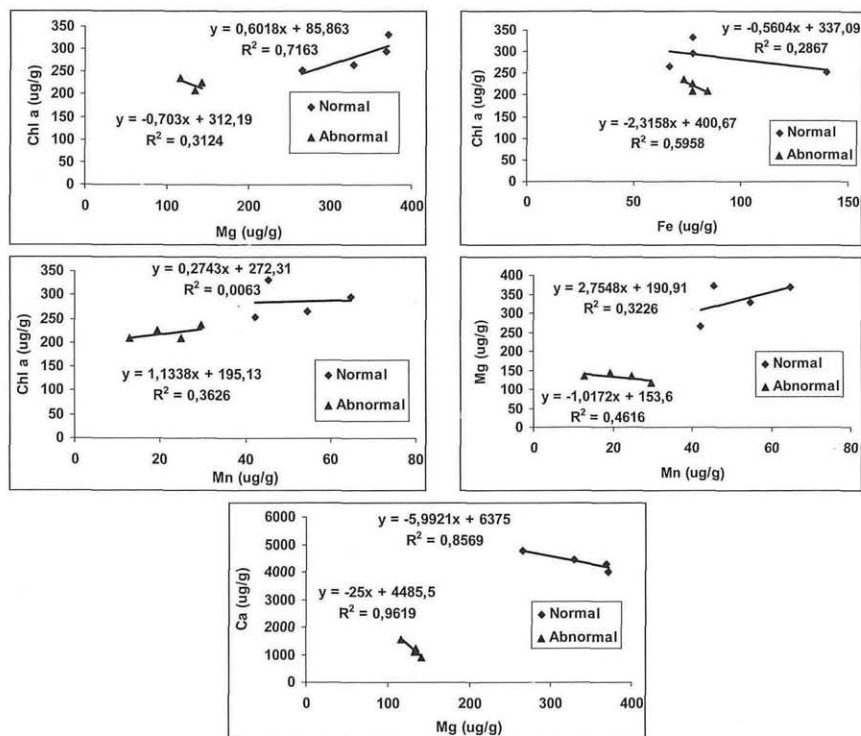 y = 0,6018x + 85,863
R² = 0,7163
350
300
250
200
150
100
50
0
Chl a (ug/g)
Normal
Abnormal
y = -0,703x + 312,19
R² = 0,3124
0 100 200 300 400
Mg (ug/g)
y = -0,5604x + 337,09
R² = 0,2867
350
300
250
200
150
100
50
0
Chl a (ug/g)
y = -2,3158x + 400,67
R² = 0,5958
Normal
Abnormal
0 50 100 150
Fe (ug/g)
y = 0,2743x + 272,31
R² = 0,0063
350
300
250
200
150
100
50
0
Chl a (ug/g)
y = 1,1338x + 195,13
R² = 0,3626
Normal
Abnormal
0 20 40 60 80
Mn (ug/g)
y = 2,7548x + 190,91
R² = 0,3226
400
350
300
250
200
150
100
50
0
Mg (ug/g)
y = -1,0172x + 153,6
R² = 0,4616
Normal
Abnormal
0 20 40 60 80
Mn (ug/g)
y = -5,9921x + 6375
R² = 0,8569
6000
5000
4000
3000
2000
1000
0
Ca (ug/g)
y = -25x + 4485,5
R² = 0,9619
Normal
Abnormal
0 100 200 300 400
Mg (ug/g)